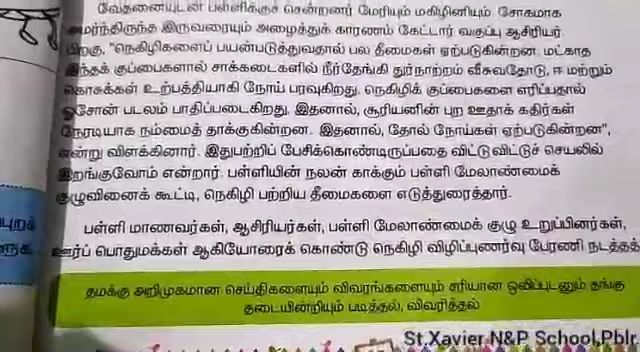 வேதனையுடன் பள்ளிக்குச் சென்றனர் மேரியும் மகிழினியும். சோகமாக
அமர்ந்திருந்த இருவரையும் அழைத்துக் காரணம் கேட்டார் வகுப்பு ஆசிரியர்.
பிறகு, "நெகிழிகளைப் பயன்படுத்துவதால் பல தீமைகள் ஏற்படுகின்றன. மட்காத
இந்தக் குப்பைகளால் சாக்கடைகளில் நீர்தேங்கி துர்நாற்றம் வீசுவதோடு, ஈ மற்றும்
கொசுக்கள் உற்பத்தியாகி நோய் பரவுகிறது. நெகிழிக் குப்பைகளை எரிப்பதால்
ஓசோன் படலம் பாதிப்படைகிறது. இதனால், சூரியனின் புற ஊதாக் கதிர்கள்
நேரடியாக நம்மைத் தாக்குகின்றன. இதனால், தோல் நோய்கள் ஏற்படுகின்றன",
என்று விளக்கினார். இதுபற்றிப் பேசிக்கொண்டிருப்பதை விட்டுவிட்டுச் செயலில்
இறங்குவோம் என்றார். பள்ளியின் நலன் காக்கும் பள்ளி மேலாண்மைக்
குழுவினைக் கூட்டி, நெகிழி பற்றிய தீமைகளை எடுத்துரைத்தார்.
பள்ளி மாணவர்கள், ஆசிரியர்கள், பள்ளி மேலாண்மைக் குழு உறுப்பினர்கள்,
ஊர்ப் பொதுமக்கள் ஆகியோரைக் கொண்டு நெகிழி விழிப்புணர்வு பேரணி நடத்தத்
தமக்கு அறிமுகமான செய்திகளையும் விவரங்களையும் சரியான ஒலிப்புடனும் தங்கு
தடையின்றியும் படித்தல், விவரித்தல்
St.Xavier N&P School,Pblr